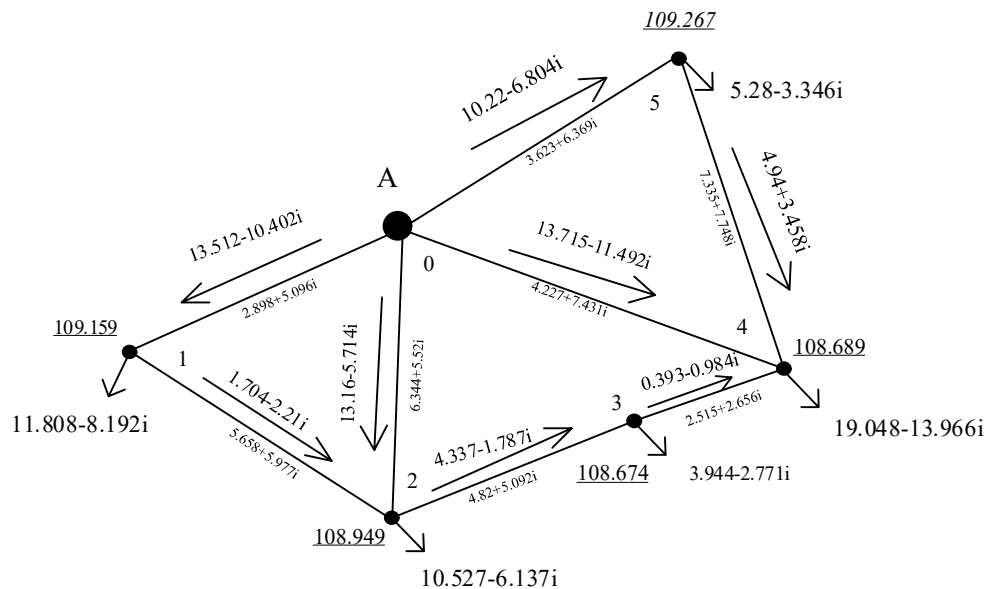 109.267
10.22-6.804i
5.28-3.346i
5
3.623+6.369i
4.94+3.458i
7.335+7.748i
A
13.512-10.402i
0
13.715-11.492i
2.898+5.096i
4.227+7.431i
109.159
1
4
108.689
13.16-5.714i
6.344+5.52i
1.704-2.21i
0.393-0.984i
3
2.515+2.656i
11.808-8.192i
19.048-13.966i
5.658+5.977i
4.337-1.787i
2
4.82+5.092i
108.674
3.944-2.771i
108.949
10.527-6.137i